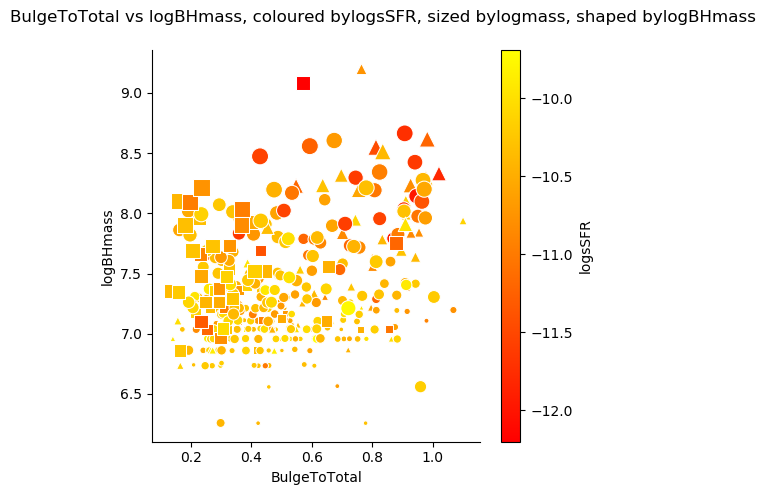 BulgeToTotal vs logBHmass, coloured bylogsSFR, sized bylogmass, shaped bylogBHmass
9.0
8.5
8.0
7.5
7.0
6.5
logBHmass
0.2 0.4 0.6 0.8 1.0
BulgeToTotal
−10.0
−10.5
−11.0
−11.5
−12.0
logsSFR